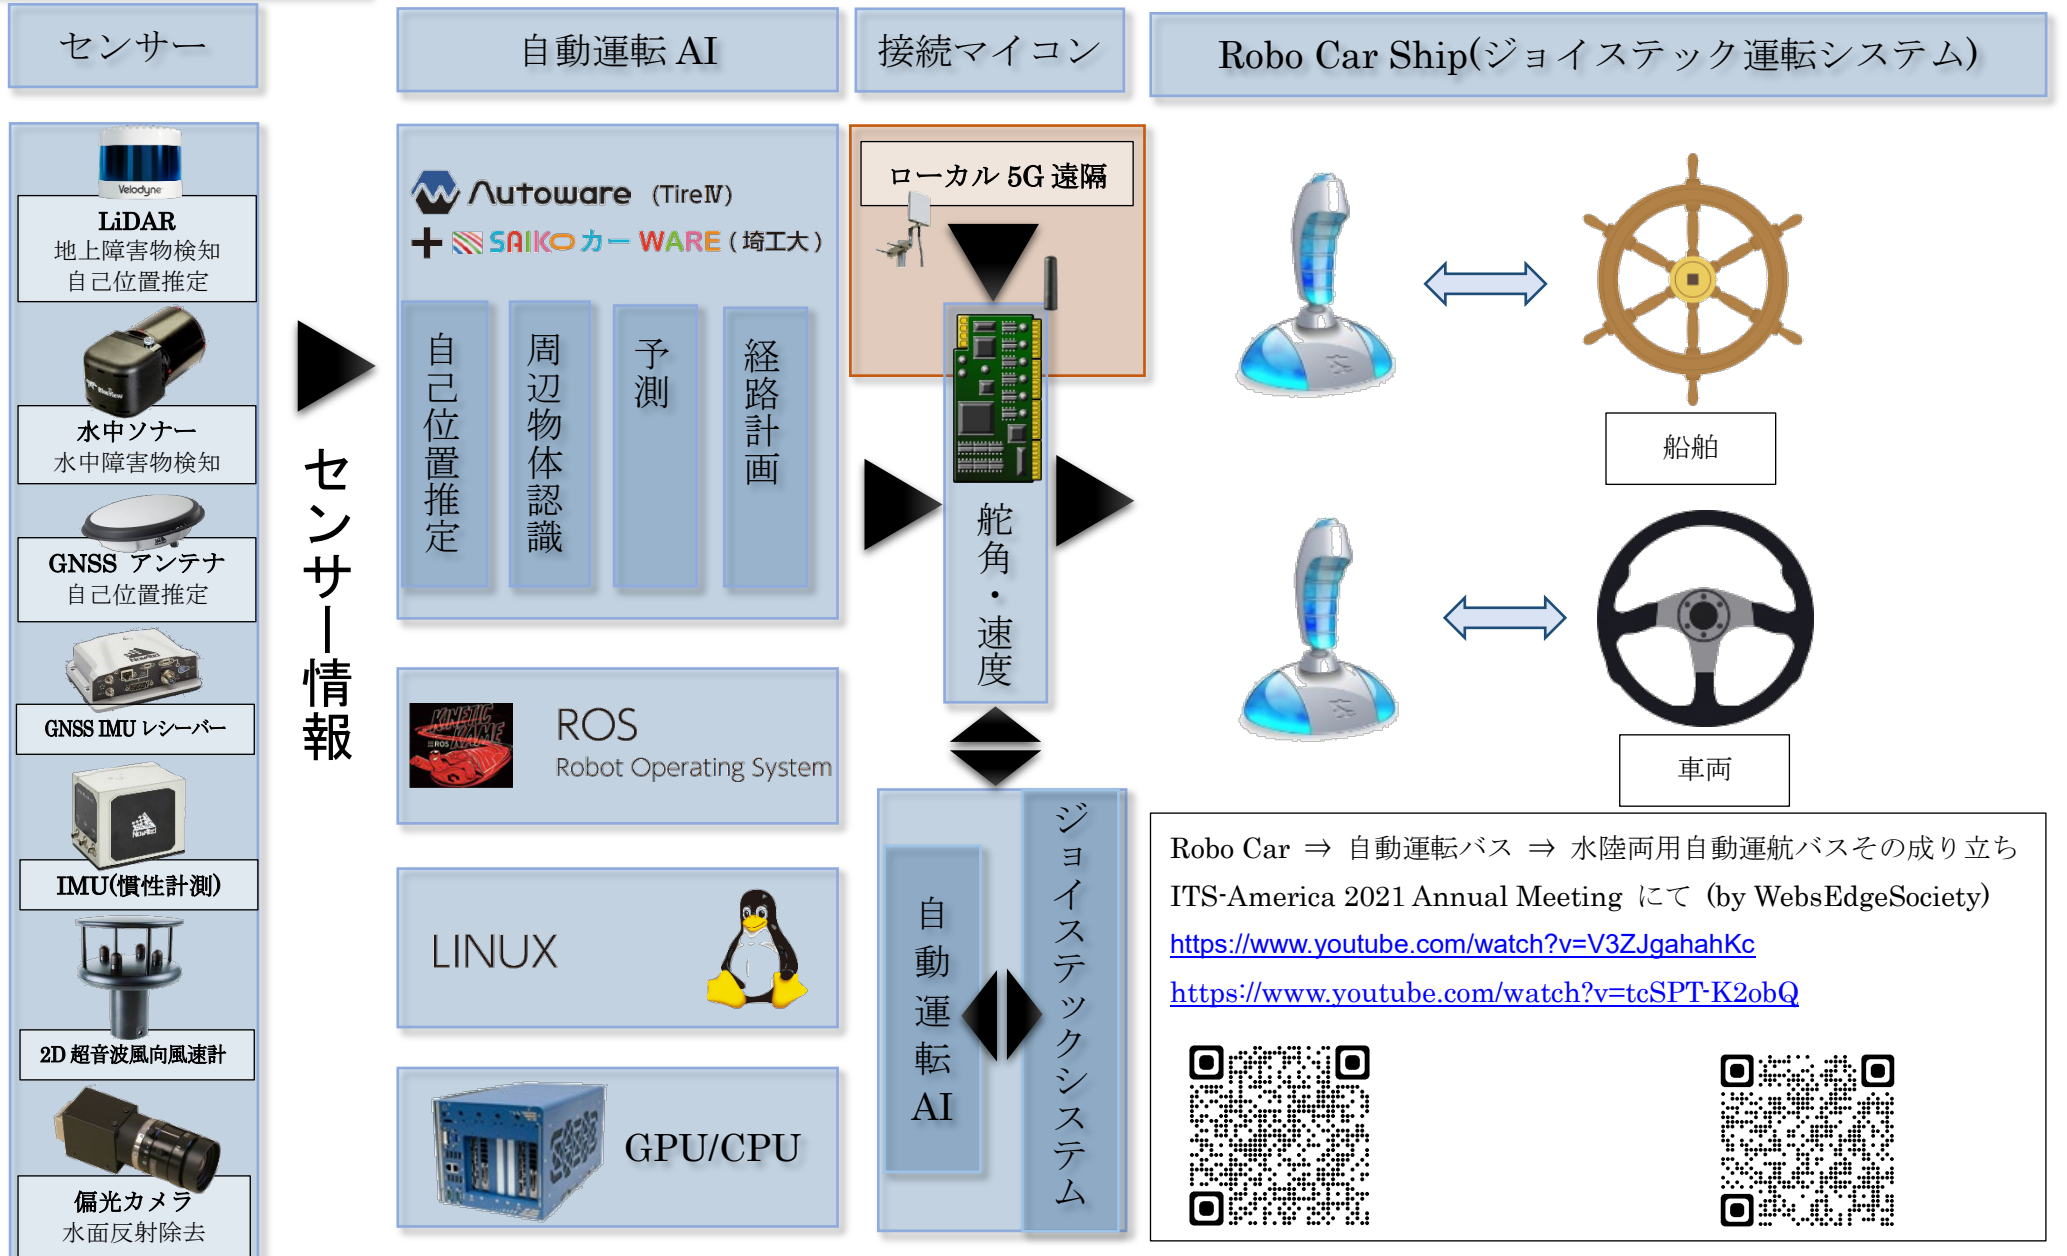 センサー
自動運転 AI
接続マイコン
Robo Car Ship(ジョイステック運転システム)
Velodyne
LiDAR
地上障害物検知
自己位置推定
水中ソナー
水中障害物検知
GNSS アンテナ
自己位置推定
GNSS IMU レシーバー
IMU(慣性計測)
2D 超音波風向風速計
偏光カメラ
水面反射除去
センサー情報
Autoware (TierⅣ)
+ SAIKO カー WARE (埼工大)
自己位置推定
周辺物体認識
予測
経路計画
ROS
Robot Operating System
KINETIC
KAME
ROS
LINUX
GPU/CPU
ローカル 5G 遠隔
舵角・速度
自動運転 AI
ジョイステックシステム
船舶
車両
Robo Car ⇒ 自動運転バス ⇒ 水陸両用自動運航バスその成り立ち
ITS-America 2021 Annual Meeting にて (by WebsEdgeSociety)
https://www.youtube.com/watch?v=V3ZJgahahKc
https://www.youtube.com/watch?v=tcSPT-K2obQ